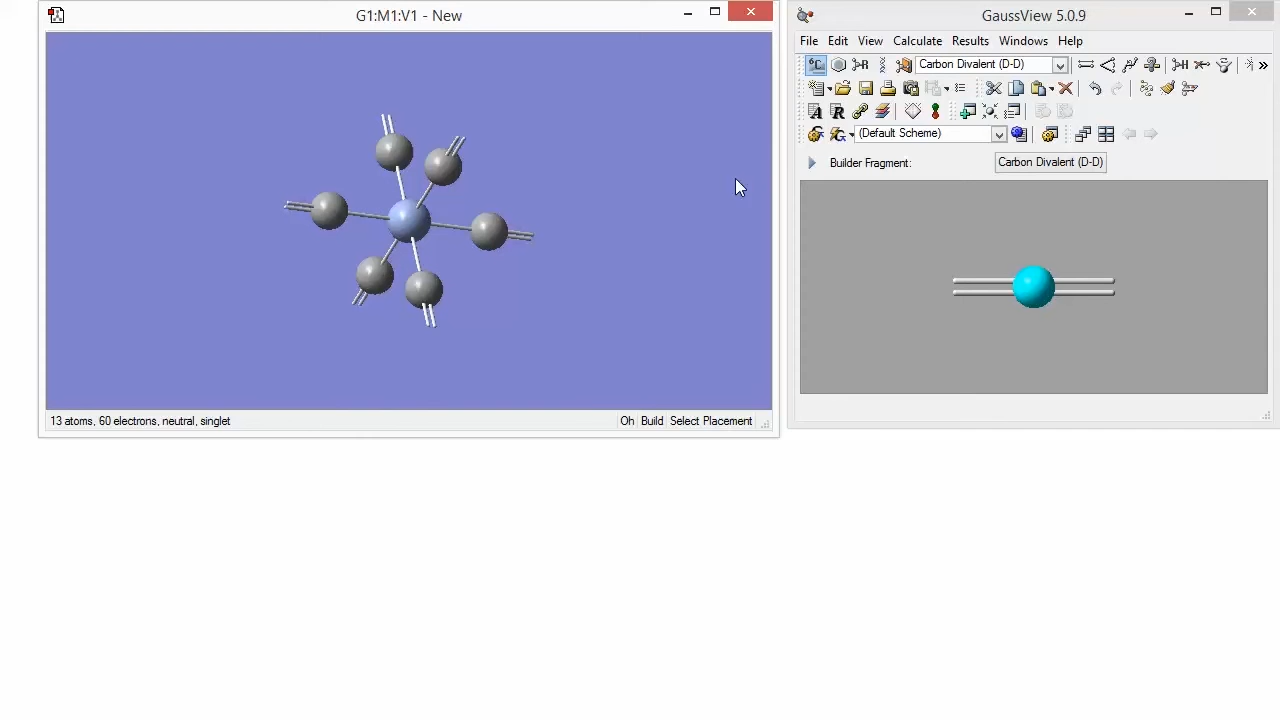 G1:M1:V1 - New
13 atoms, 60 electrons, neutral, singlet
Oh Build Select Placement
GaussView 5.0.9
File Edit View Calculate Results Windows Help
Carbon Divalent (D-D)
(Default Scheme)
Builder Fragment: Carbon Divalent (D-D)